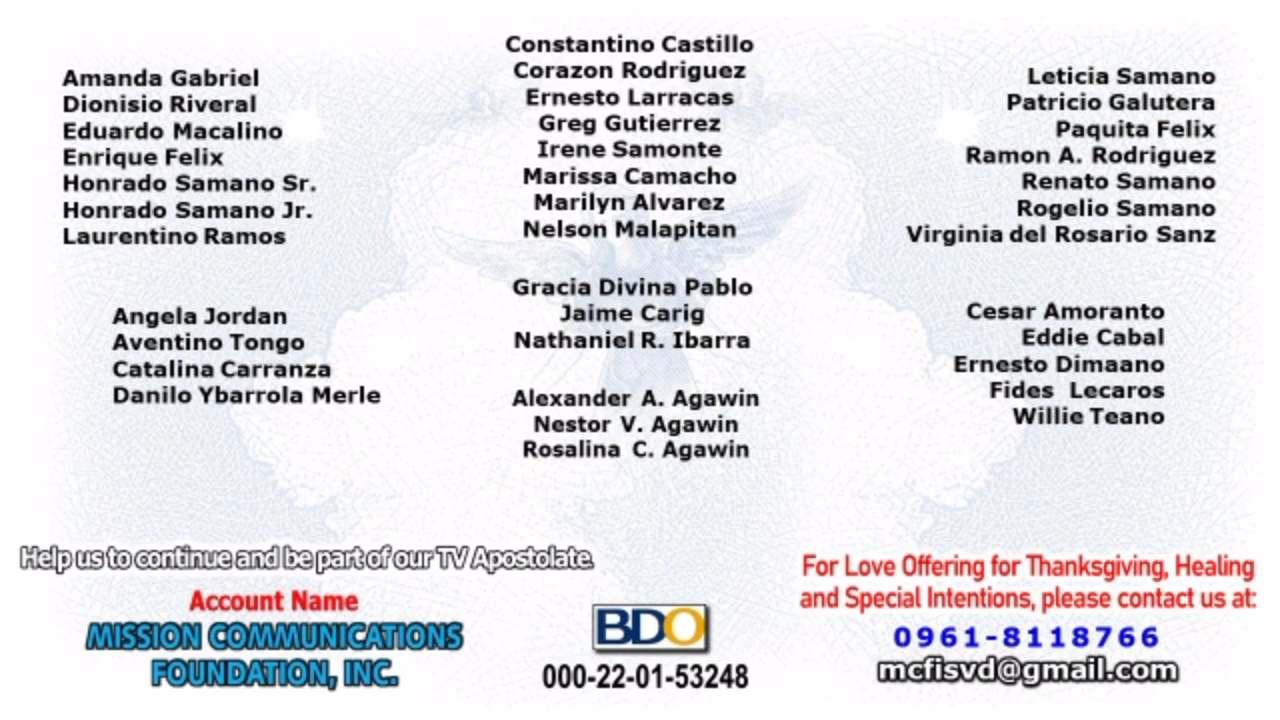 Amanda Gabriel
Dionisio Riveral
Eduardo Macalino
Enrique Felix
Honrado Samano Sr.
Honrado Samano Jr.
Laurentino Ramos
Constantino Castillo
Corazon Rodriguez
Ernesto Larracas
Greg Gutierrez
Irene Samonte
Marissa Camacho
Marilyn Alvarez
Nelson Malapitan
Leticia Samano
Patricio Galutera
Paquita Felix
Ramon A. Rodriguez
Renato Samano
Rogelio Samano
Virginia del Rosario Sanz
Angela Jordan
Aventino Tongo
Catalina Carranza
Danilo Ybarrola Merle
Gracia Divina Pablo
Jaime Carig
Nathaniel R. Ibarra
Alexander A. Agawin
Nestor V. Agawin
Rosalina C. Agawin
Cesar Amoranto
Eddie Cabal
Ernesto Dimaano
Fides Lecaros
Willie Teano
Help us to continue and be part of our TV Apostolate.
Account Name
MISSION COMMUNICATIONS
FOUNDATION, INC.
BDO
000-22-01-53248
For Love Offering for Thanksgiving, Healing
and Special Intentions, please contact us at:
0961-8118766
mcfisvd@gmail.com